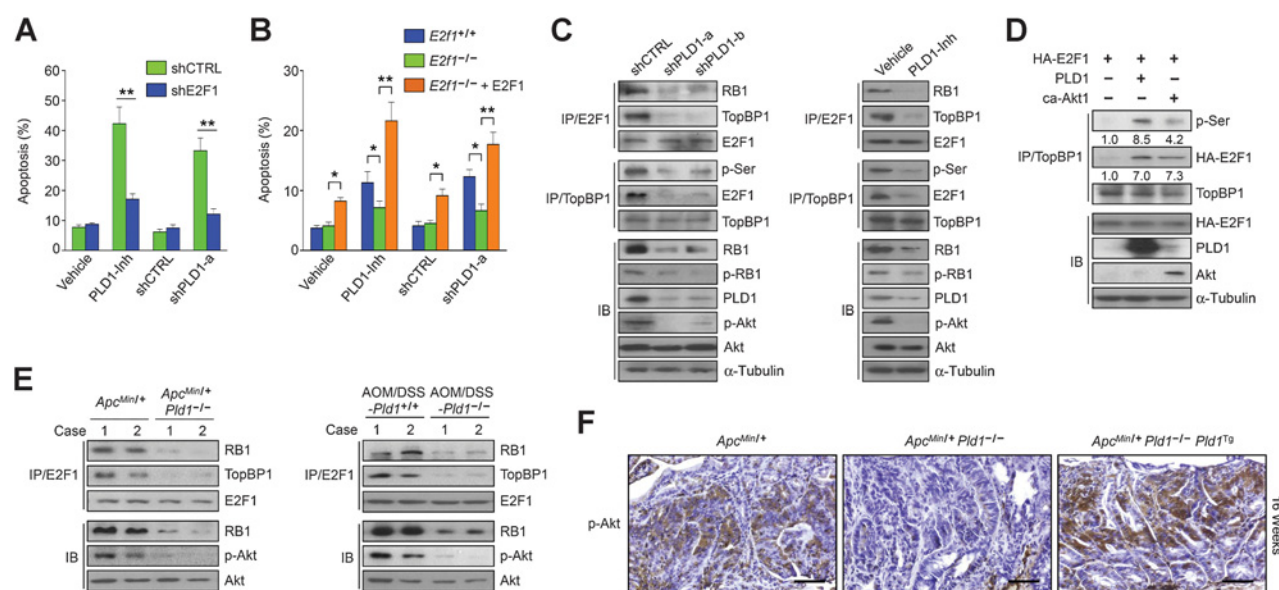 A
shCTRL
shE2F1
Apoptosis (%)
60
50
40
30
20
10
0
**
**
Vehicle
PLD1-Inh
shCTRL
shPLD1-a
B
E2f1+/+
E2f1−/−
E2f1−/− + E2F1
Apoptosis (%)
30
20
10
0
*
*
**
*
*
**
Vehicle
PLD1-Inh
shCTRL
shPLD1-a
C
shCTRL
shPLD1-a
shPLD1-b
IP/E2F1
RB1
TopBP1
E2F1
IP/TopBP1
p-Ser
E2F1
TopBP1
IB
RB1
p-RB1
PLD1
p-Akt
Akt
α-Tubulin
Vehicle
PLD1-Inh
IP/E2F1
RB1
TopBP1
E2F1
IP/TopBP1
p-Ser
E2F1
TopBP1
IB
RB1
p-RB1
PLD1
p-Akt
Akt
α-Tubulin
D
HA-E2F1 + + +
PLD1 − + −
ca-Akt1 − − +
IP/TopBP1
p-Ser
1.0 8.5 4.2
HA-E2F1
1.0 7.0 7.3
TopBP1
IB
HA-E2F1
PLD1
Akt
α-Tubulin
E
ApcMin/+
ApcMin/+
Pld1−/−
Case 1 2 1 2
IP/E2F1
RB1
TopBP1
E2F1
IB
RB1
p-Akt
Akt
AOM/DSS
-Pld1+/+
AOM/DSS
-Pld1−/−
Case 1 2 1 2
IP/E2F1
RB1
TopBP1
E2F1
IB
RB1
p-Akt
Akt
F
ApcMin/+
ApcMin/+ Pld1−/−
ApcMin/+ Pld1−/− Pld1Tg
p-Akt
16 Weeks